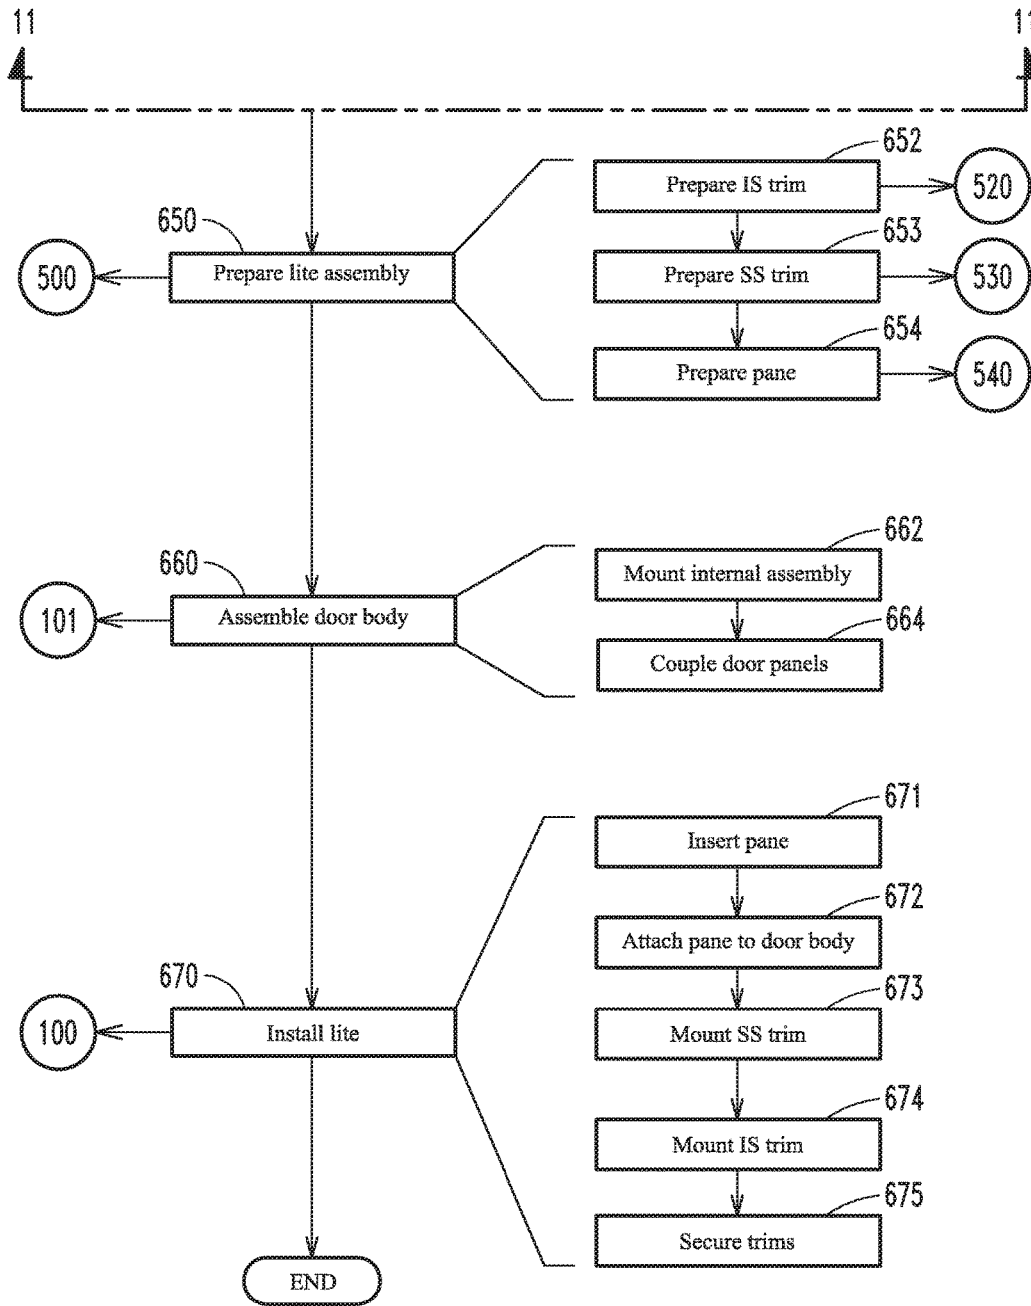 11
11
652
Prepare IS trim
520
650
653
500
Prepare lite assembly
Prepare SS trim
530
654
Prepare pane
540
662
660
Mount internal assembly
101
Assemble door body
664
Couple door panels
671
Insert pane
672
Attach pane to door body
670
673
100
Install lite
Mount SS trim
674
Mount IS trim
675
Secure trims
END